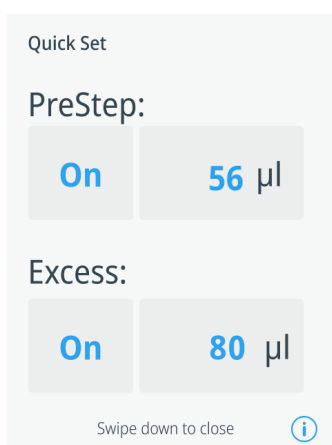 Quick Set
PreStep:
On 56 µl
Excess:
On 80 µl
Swipe down to close i